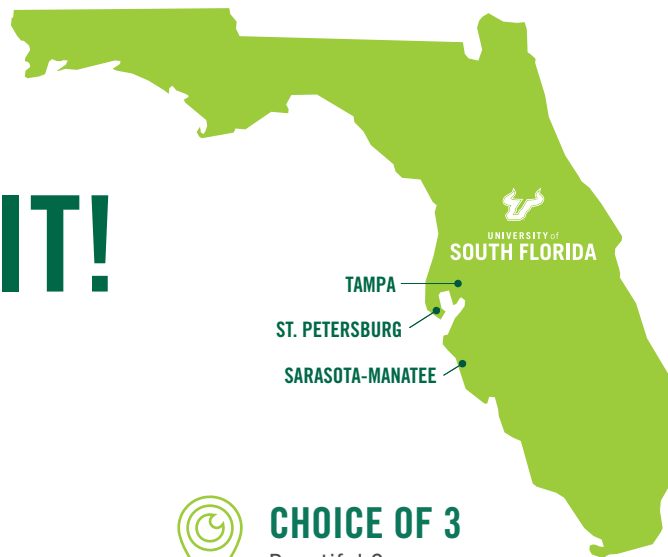 IT!
UNIVERSITY of
SOUTH FLORIDA
TAMPA
ST. PETERSBURG
SARASOTA-MANATEE
CHOICE OF 3